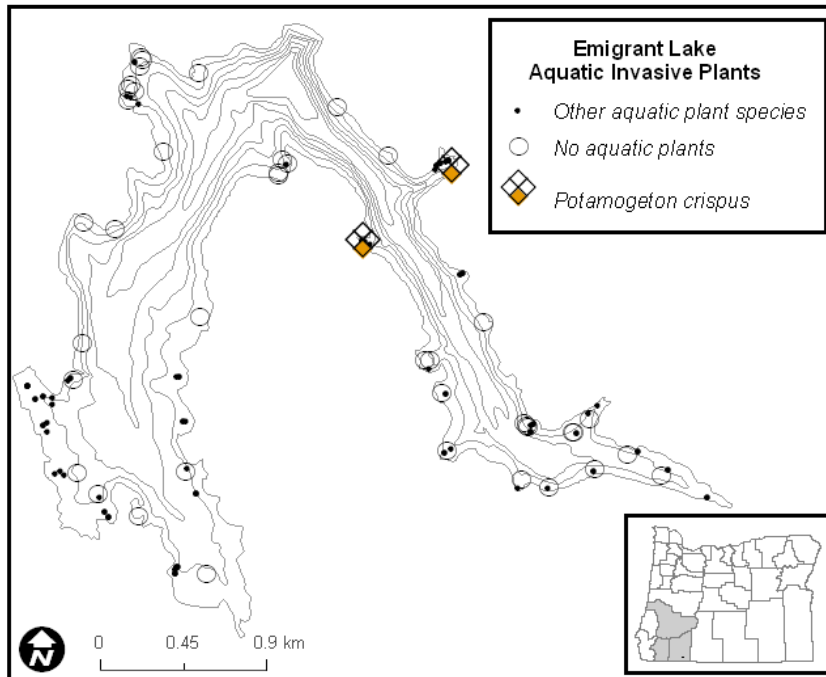 Emigrant Lake
Aquatic Invasive Plants
Other aquatic plant species
No aquatic plants
Potamogeton crispus
N
0 0.45 0.9 km